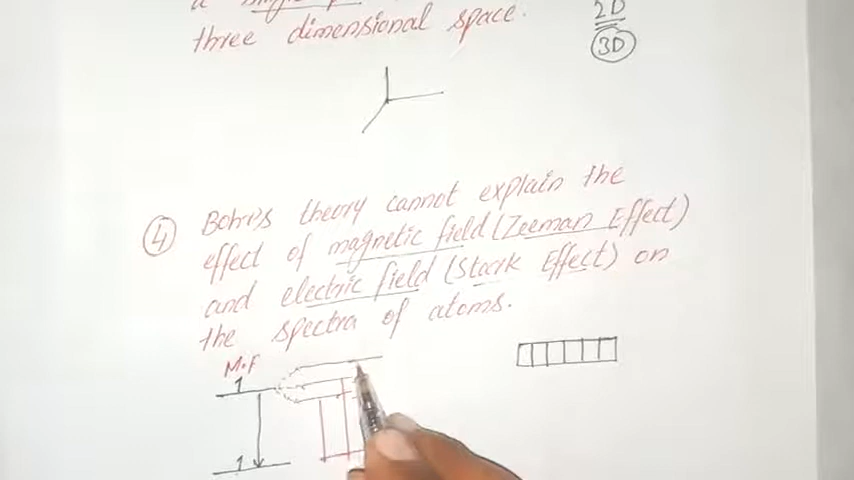 a
three dimensional space.
2D
3D
4 Bohr's theory cannot explain the
effect of magnetic field (Zeeman Effect)
and electric field (Stark Effect) on
the spectra of atoms.
M.F
1
1